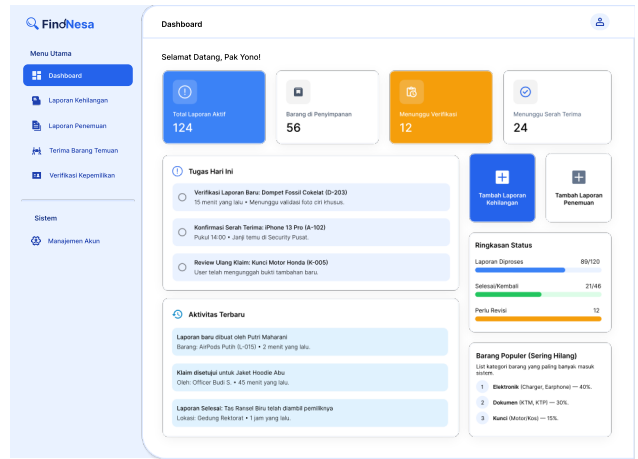 FindNesa
Menu Utama
Dashboard
Laporan Kehilangan
Laporan Penemuan
Terima Barang Temuan
Verifikasi Kepemilikan
Sistem
Manajemen Akun
Dashboard
Selamat Datang, Pak Yono!
Total Laporan Aktif
124
Barang di Penyimpanan
56
Menunggu Verifikasi
12
Menunggu Serah Terima
24
Tugas Hari Ini
Verifikasi Laporan Baru: Dompet Fossil Cokelat (D-203)
15 menit yang lalu • Menunggu validasi foto ciri khusus.
Konfirmasi Serah Terima: iPhone 13 Pro (A-102)
Pukul 14:00 • Janji temu di Security Pusat.
Review Ulang Klaim: Kunci Motor Honda (K-005)
User telah mengunggah bukti tambahan baru.
Tambah Laporan
Kehilangan
Tambah Laporan
Penemuan
Ringkasan Status
Laporan Diproses 89/120
Selesai/Kembali 21/46
Perlu Revisi 12
Aktivitas Terbaru
Laporan baru dibuat oleh Putri Maharani
Barang: AirPods Putih (L-015) • 2 menit yang lalu.
Klaim disetujui untuk Jaket Hoodie Abu
Oleh: Officer Budi S. • 45 menit yang lalu.
Laporan Selesai: Tas Ransel Biru telah diambil pemiliknya
Lokasi: Gedung Rektorat • 1 jam yang lalu.
Barang Populer (Sering Hilang)
List kategori barang yang paling banyak masuk
sistem.
1 Elektronik (Charger, Earphone) — 40%.
2 Dokumen (KTM, KTP) — 30%.
3 Kunci (Motor/Kos) — 15%.